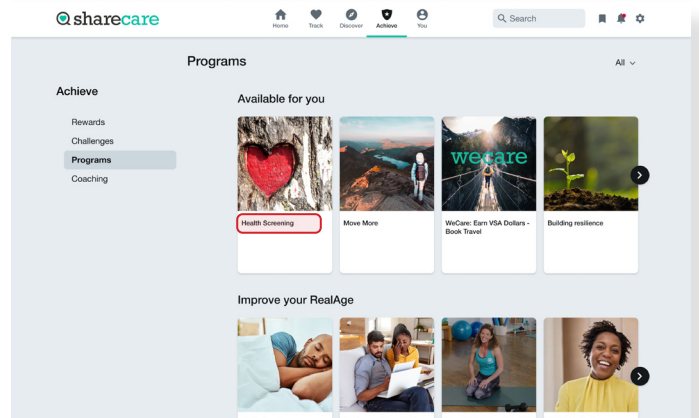 sharecare
Home
Track
Discover
Achieve
You
Search
Programs
All
Achieve
Rewards
Challenges
Programs
Coaching
Available for you
wecare
Health Screening
Move More
WeCare: Earn VSA Dollars -
Book Travel
Building resilience
Improve your RealAge